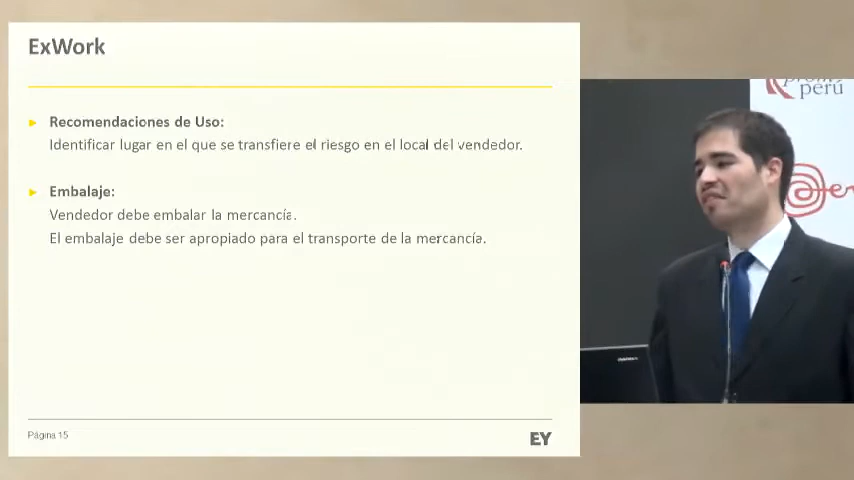 ExWork
Recomendaciones de Uso:
Identificar lugar en el que se transfiere el riesgo en el local del vendedor.
Embalaje:
Vendedor debe embalar la mercancía.
El embalaje debe ser apropiado para el transporte de la mercancía.
Página 15
EY
perú